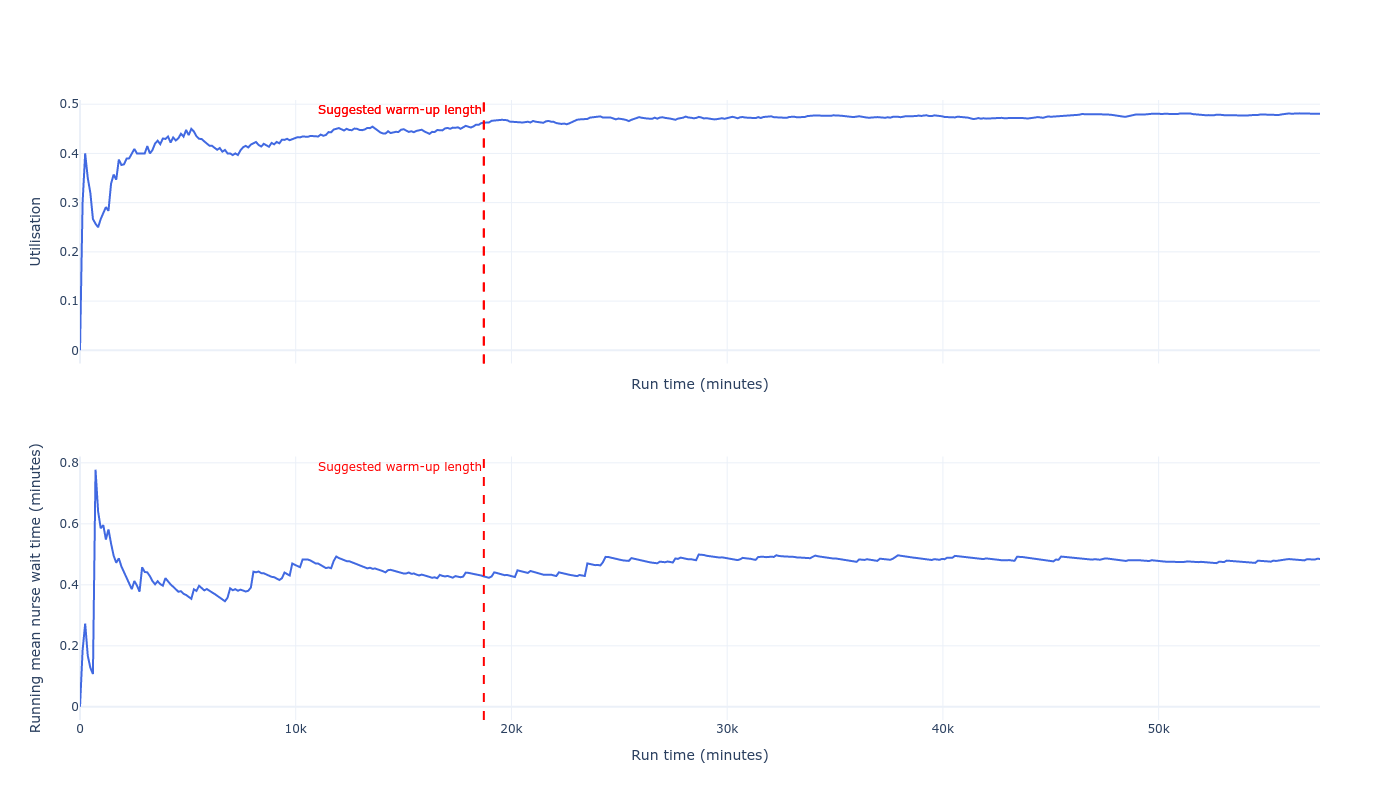 0.5
0.4
0.3
0.2
0.1
0
Utilisation
Suggested warm-up length
Run time (minutes)
0.8
0.6
0.4
0.2
0
Running mean nurse wait time (minutes)
Suggested warm-up length
0 10k 20k 30k 40k 50k
Run time (minutes)